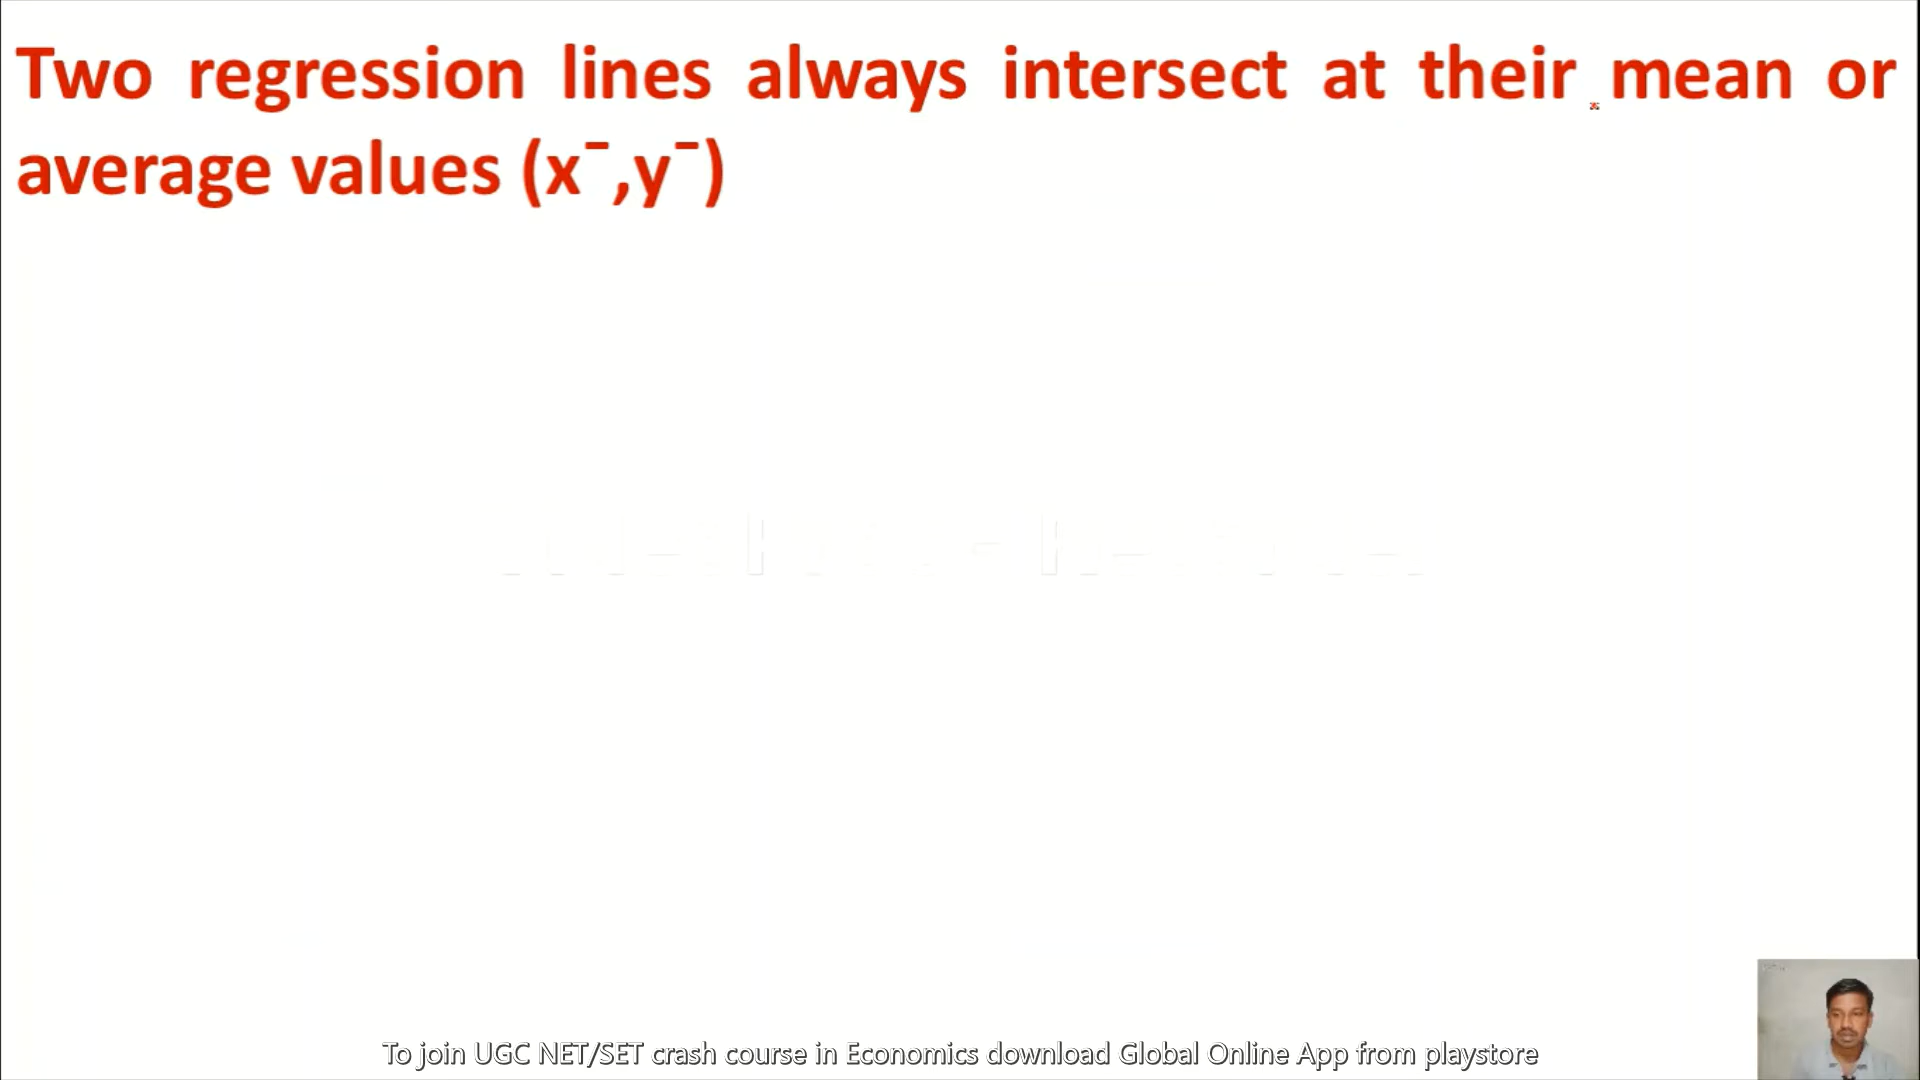 Two regression lines always intersect at their mean or
average values (x¯,y¯)
To join UGC NET/SET crash course in Economics download Global Online App from playstore